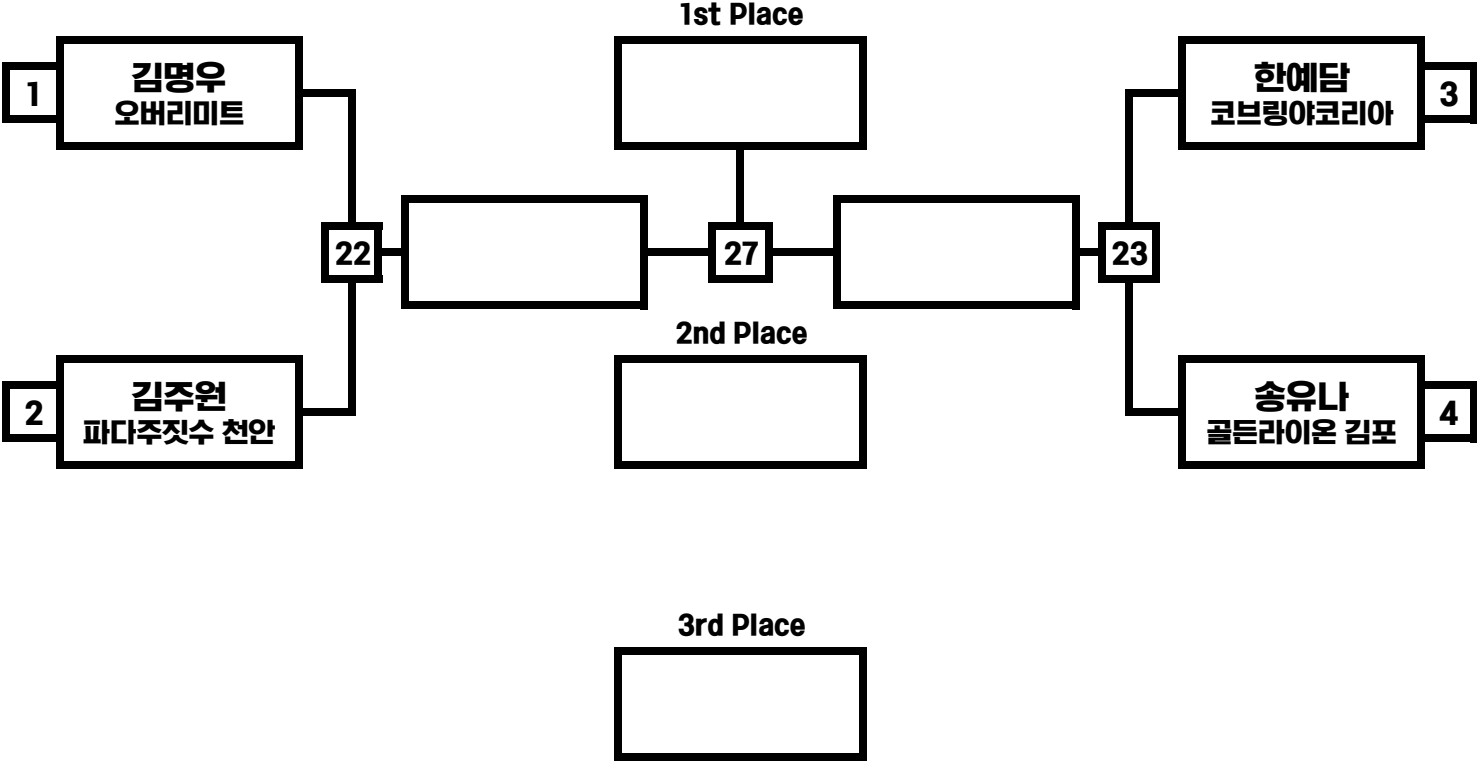 1st Place
1
김명우
오버리미트
한예담
코브링야코리아
3
22
27
23
2nd Place
2
김주원
파다주짓수 천안
송유나
골든라이온 김포
4
3rd Place